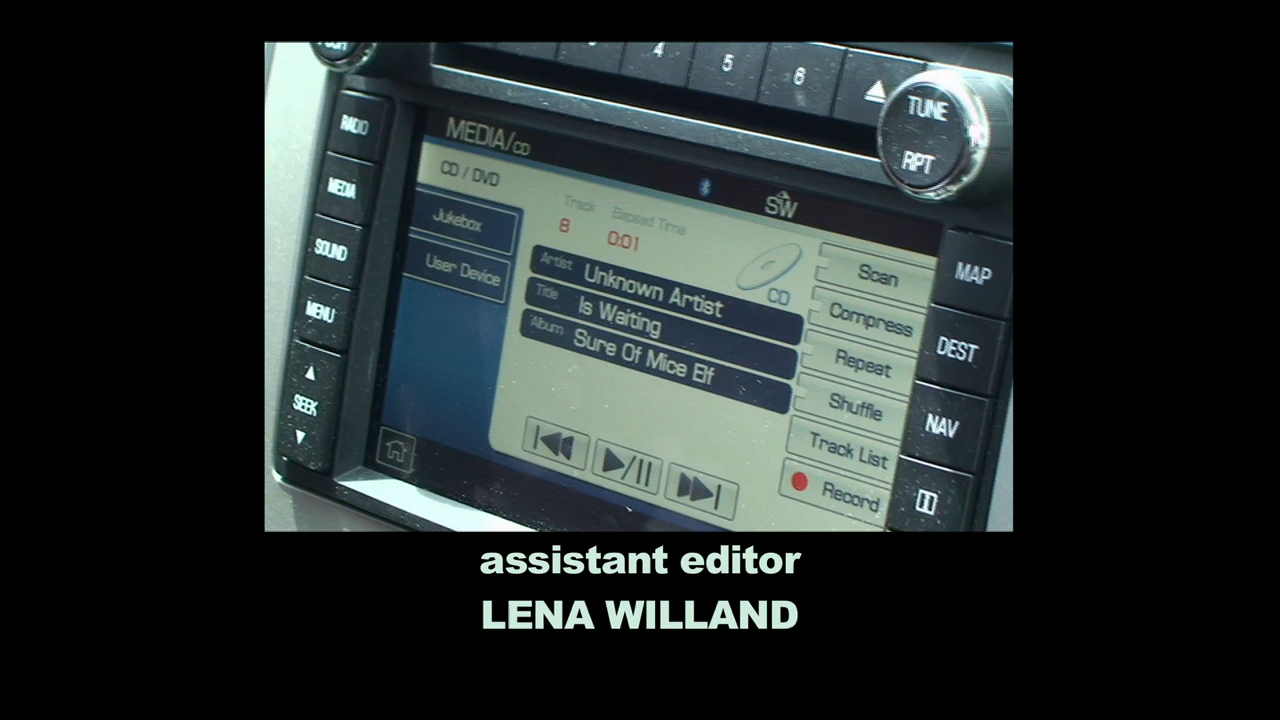 4
5
6
TUNE
RPT
RADIO
MEDIA
SOUND
MENU
SEEK
MEDIA/CD
CD / DVD
Jukebox
User Device
SW
Track
8
Elapsed Time
0:01
CD
Artist Unknown Artist
Title Is Waiting
Album Sure Of Mice Elf
Scan
Compress
Repeat
Shuffle
Track List
Record
MAP
DEST
NAV
assistant editor
LENA WILLAND